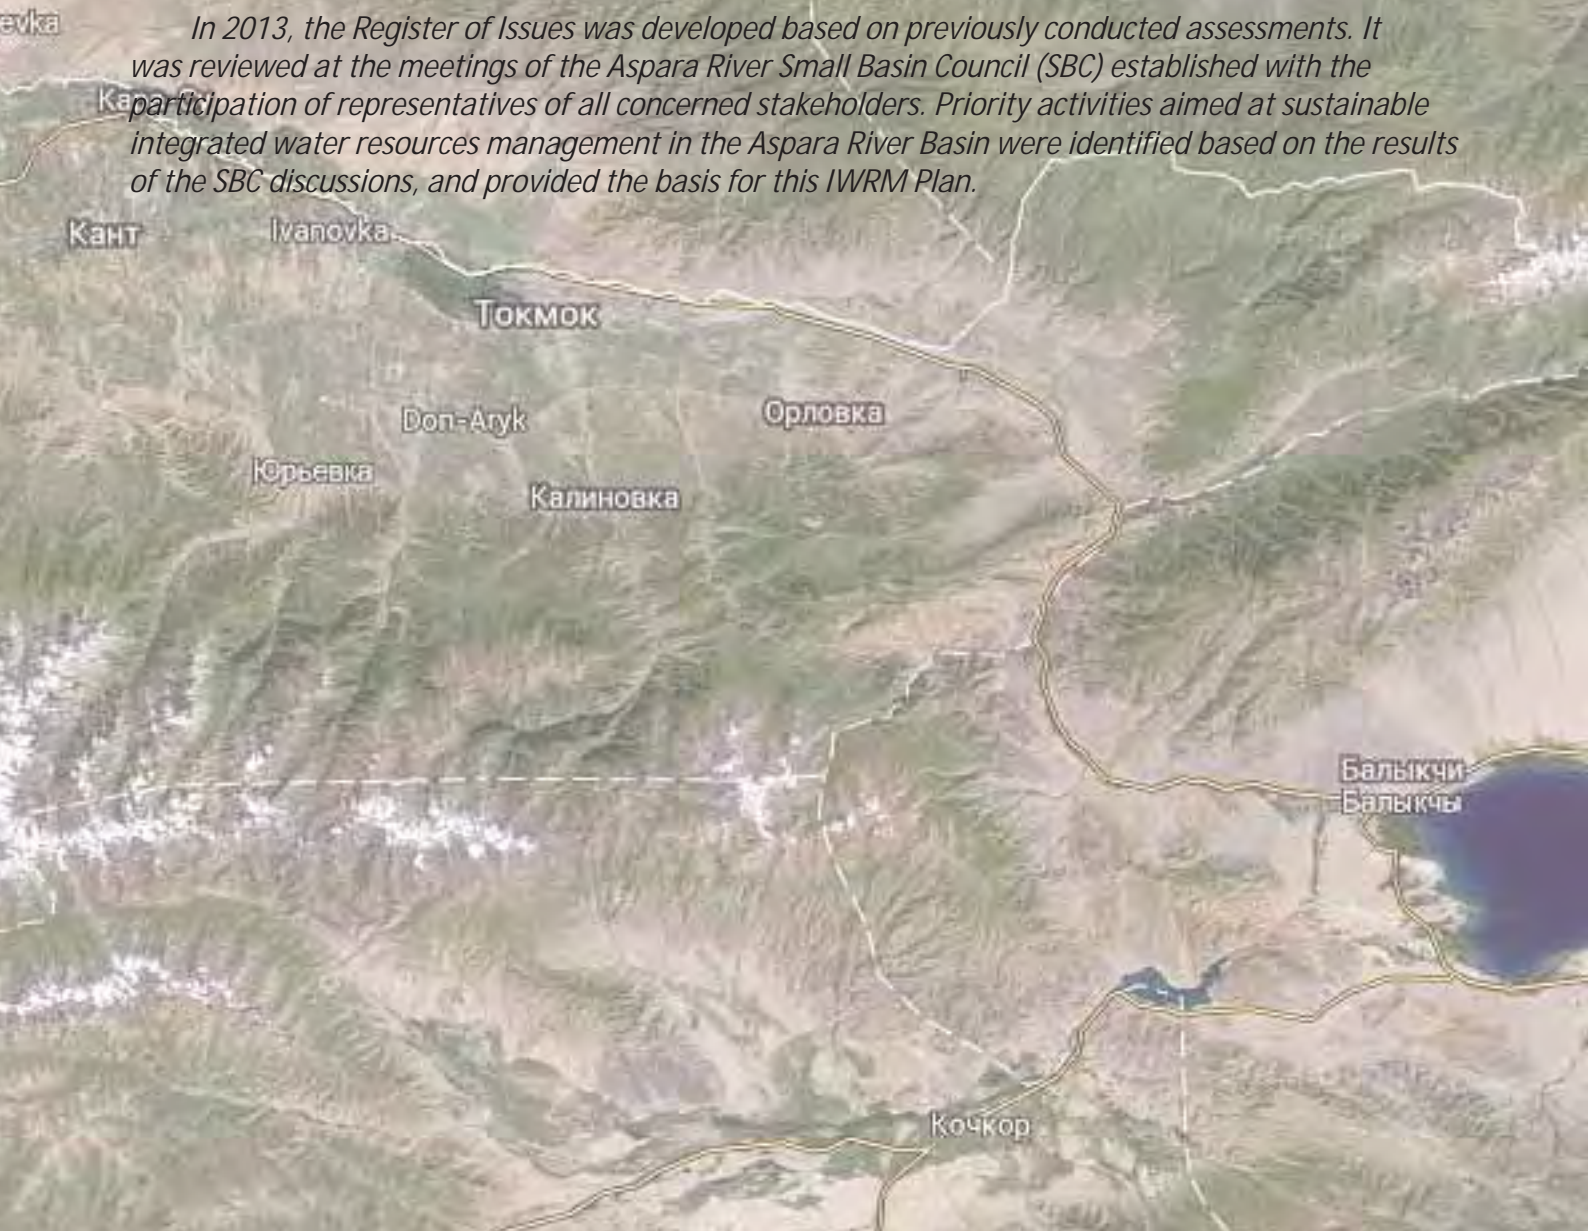 evka
In 2013, the Register of Issues was developed based on previously conducted assessments. It
was reviewed at the meetings of the Aspara River Small Basin Council (SBC) established with the
participation of representatives of all concerned stakeholders. Priority activities aimed at sustainable
integrated water resources management in the Aspara River Basin were identified based on the results
of the SBC discussions, and provided the basis for this IWRM Plan.
Кант
Ivanovka
Токмок
Don-Aryk
Орловка
Юрьевка
Калиновка
Балыкчи
Балыкчы
Кочкор